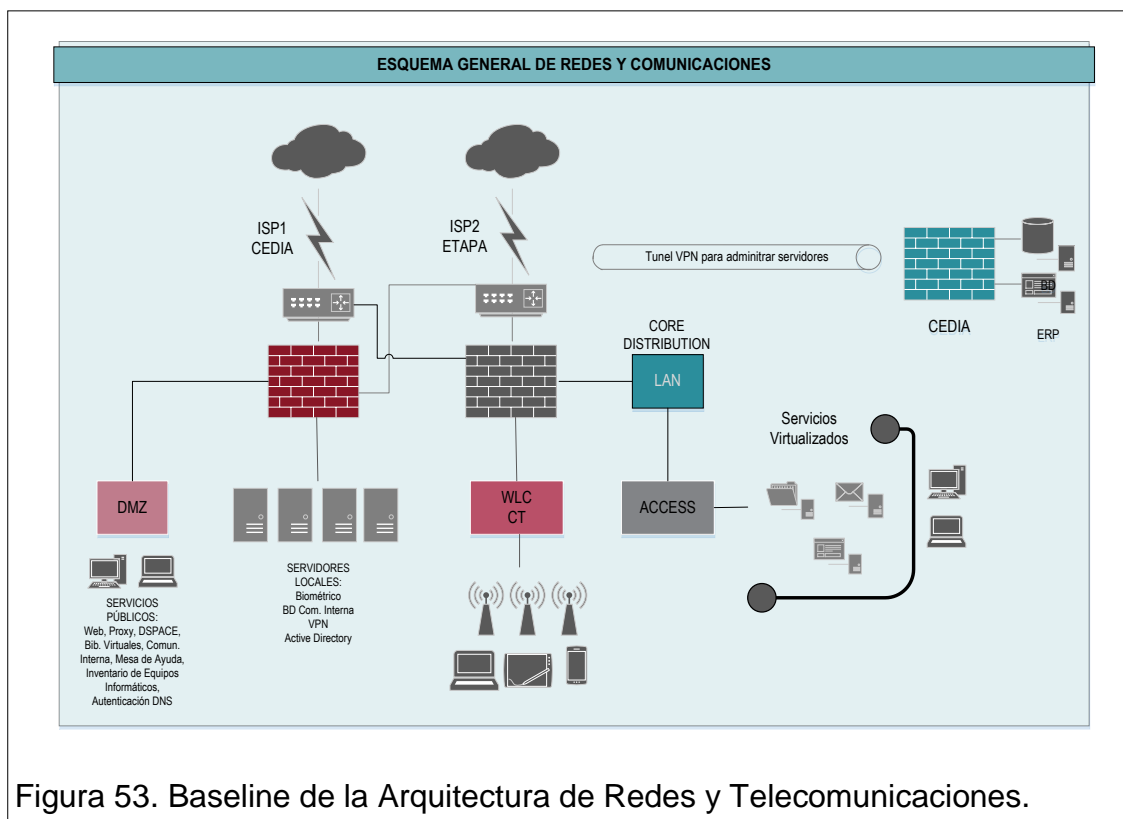 ESQUEMA GENERAL DE REDES Y COMUNICACIONES
ISP1
CEDIA
ISP2
ETAPA
Tunel VPN para adminitrar servidores
BD
CEDIA
ERP
CORE
DISTRIBUTION
LAN
Servicios
Virtualizados
DMZ
WLC
CT
ACCESS
SERVICIOS
PÚBLICOS:
Web, Proxy, DSPACE,
Bib. Virtuales, Comun.
Interna, Mesa de Ayuda,
Inventario de Equipos
Informáticos,
Autenticación DNS
SERVIDORES
LOCALES:
Biométrico
BD Com. Interna
VPN
Active Directory
Figura 53. Baseline de la Arquitectura de Redes y Telecomunicaciones.